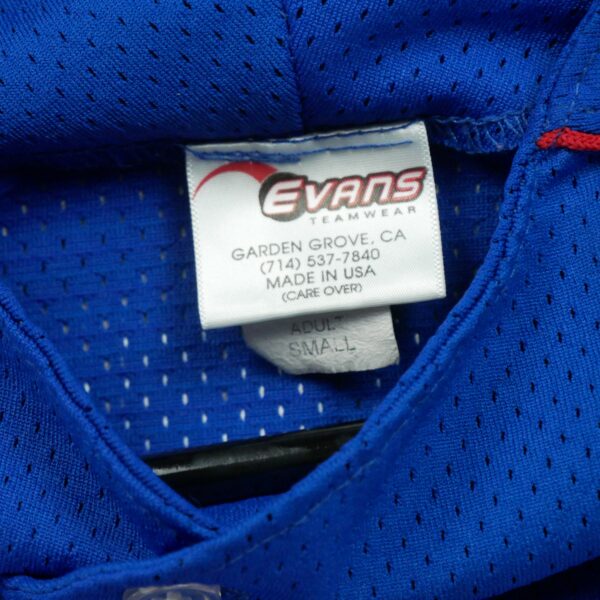 EVANS
TEAMWEAR
GARDEN GROVE, CA
(714) 537-7840
MADE IN USA
(CARE OVER)
ADULT
SMALL